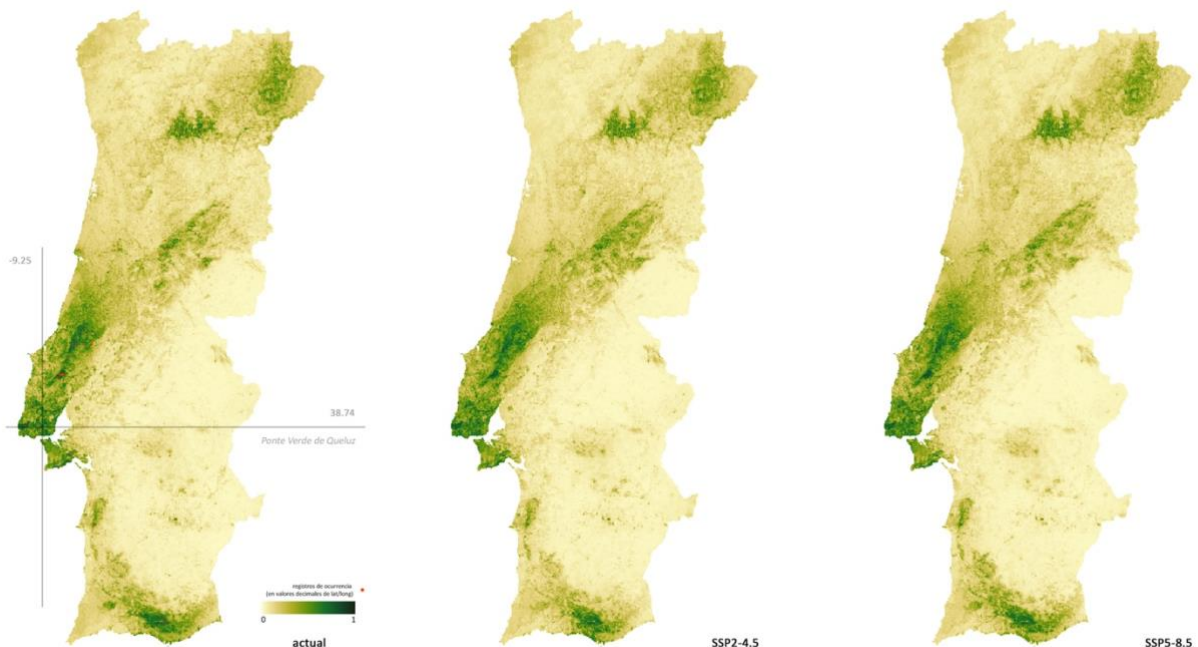 -9.25
38.74
Ponte Verde de Queluz
registros de ocurrencia
(en valores decimales de lat/long)
0 1
actual
SSP2-4.5
SSP5-8.5